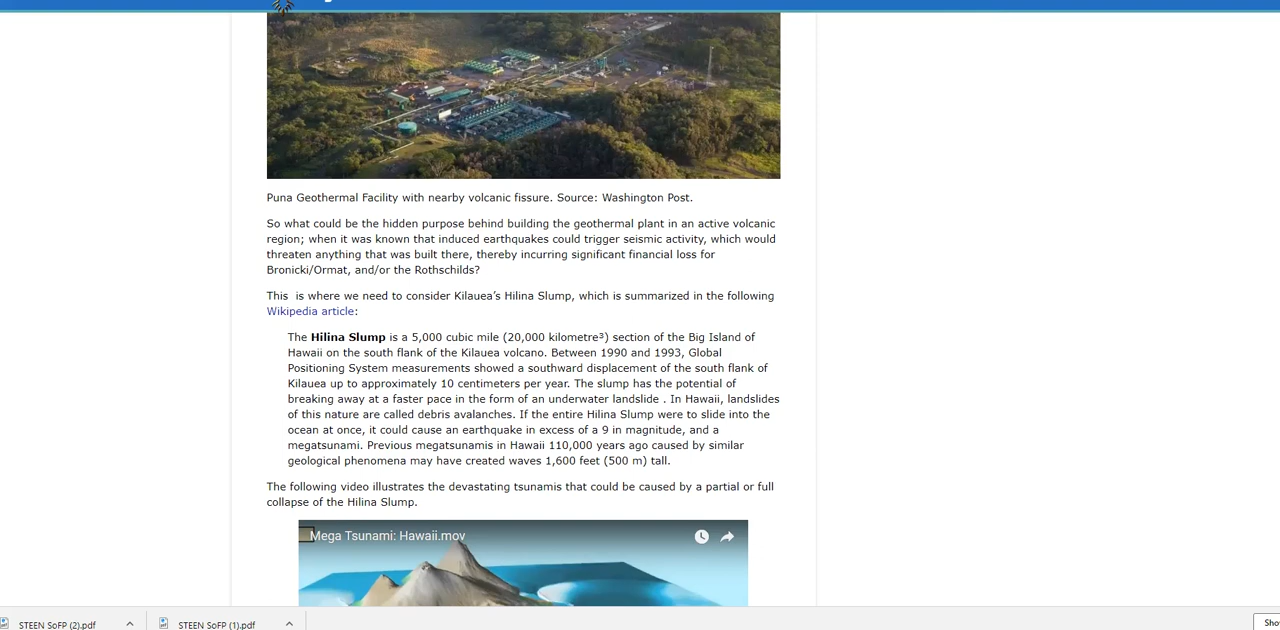 Puna Geothermal Facility with nearby volcanic fissure. Source: Washington Post.
So what could be the hidden purpose behind building the geothermal plant in an active volcanic
region; when it was known that induced earthquakes could trigger seismic activity, which would
threaten anything that was built there, thereby incurring significant financial loss for
Bronicki/Ormat, and/or the Rothschilds?
This  is where we need to consider Kilauea’s Hilina Slump, which is summarized in the following
Wikipedia article:
The Hilina Slump is a 5,000 cubic mile (20,000 kilometre³) section of the Big Island of
Hawaii on the south flank of the Kilauea volcano. Between 1990 and 1993, Global
Positioning System measurements showed a southward displacement of the south flank of
Kilauea up to approximately 10 centimeters per year. The slump has the potential of
breaking away at a faster pace in the form of an underwater landslide . In Hawaii, landslides
of this nature are called debris avalanches. If the entire Hilina Slump were to slide into the
ocean at once, it could cause an earthquake in excess of a 9 in magnitude, and a
megatsunami. Previous megatsunamis in Hawaii 110,000 years ago caused by similar
geological phenomena may have created waves 1,600 feet (500 m) tall.
The following video illustrates the devastating tsunamis that could be caused by a partial or full
collapse of the Hilina Slump.
Mega Tsunami: Hawaii.mov
STEEN SoFP (2).pdf
STEEN SoFP (1).pdf
Sho